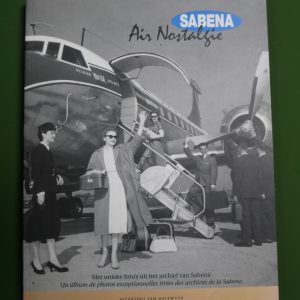 SABENA
Air Nostalgie
Met unieke foto's uit het archief van Sabena
Un album de photos exceptionnelles tirées des archives de la Sabena